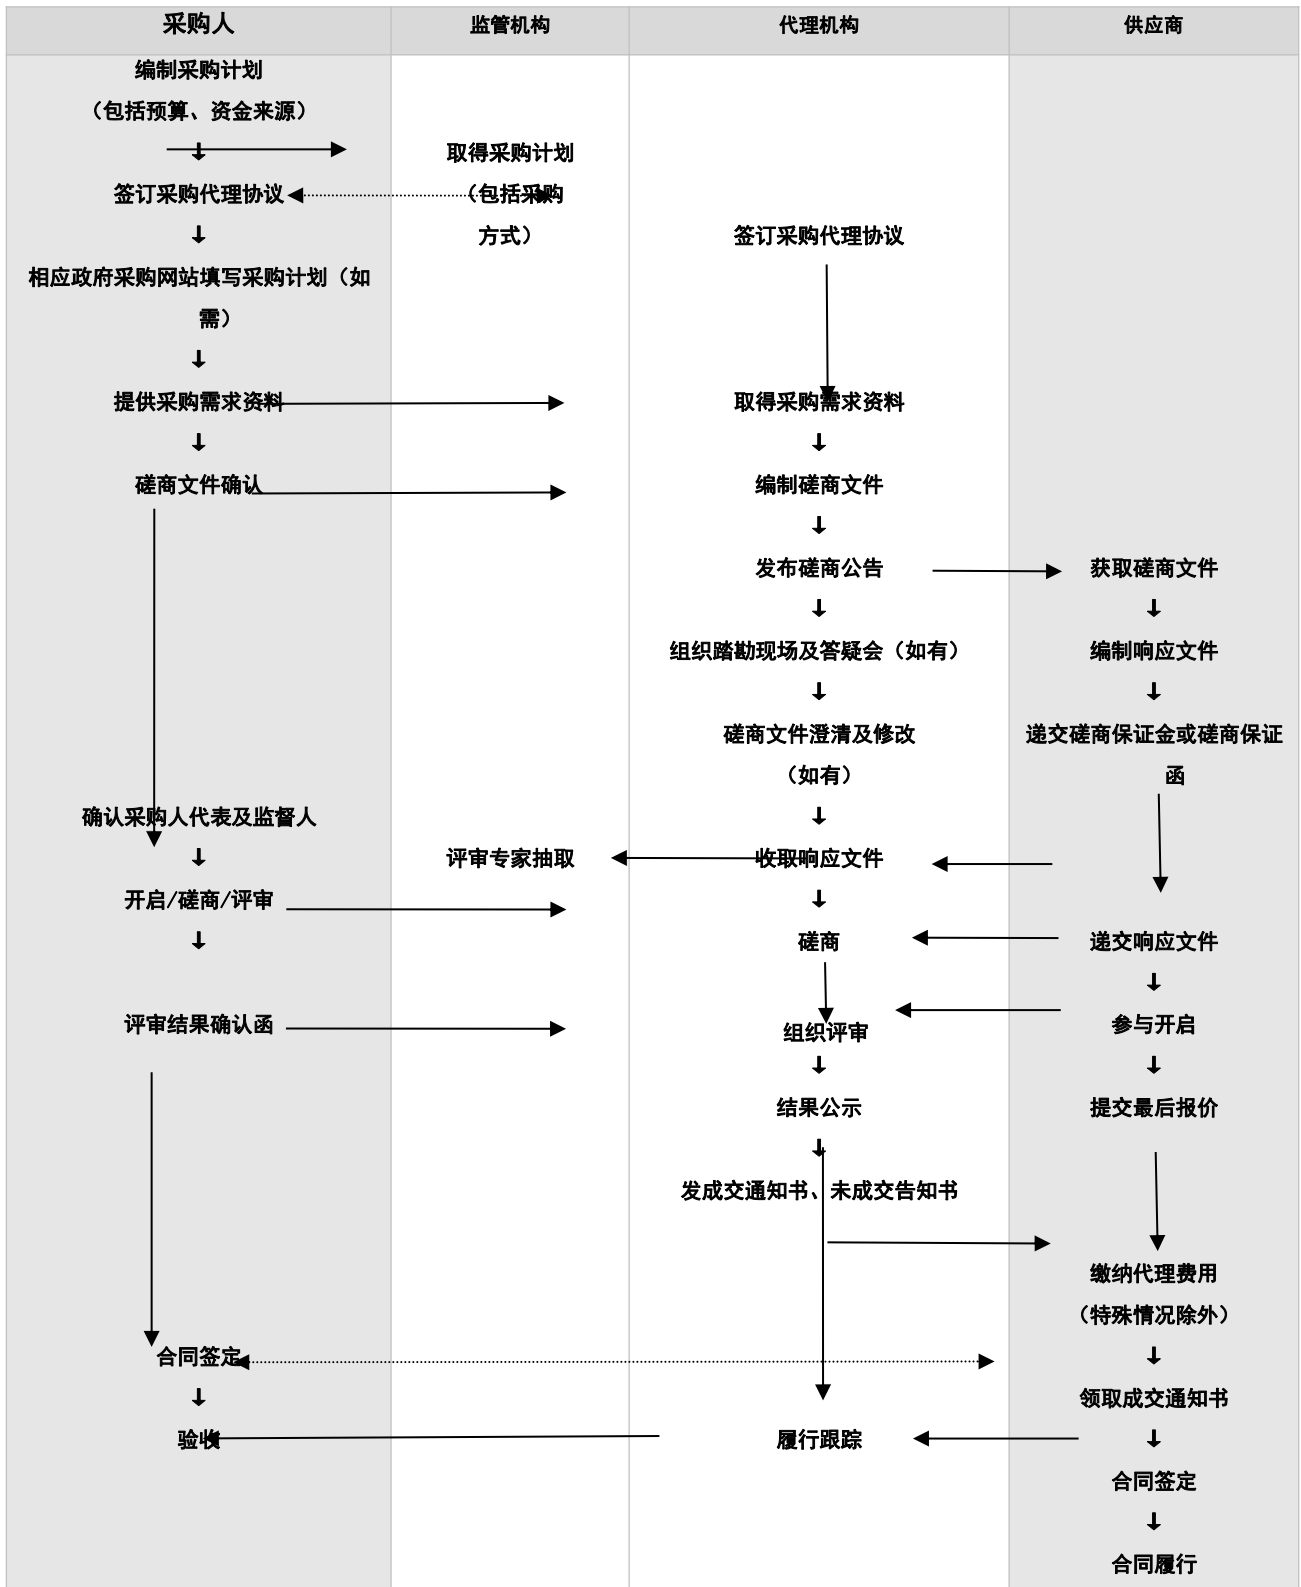 采购人
监管机构
代理机构
供应商
编制采购计划
（包括预算、资金来源）
签订采购代理协议
相应政府采购网站填写采购计划（如
需）
提供采购需求资料
磋商文件确认
确认采购人代表及监督人
开启/磋商/评审
评审结果确认函
合同签定
验收
取得采购计划
（包括采购
方式）
评审专家抽取
签订采购代理协议
取得采购需求资料
编制磋商文件
发布磋商公告
组织踏勘现场及答疑会（如有）
磋商文件澄清及修改
（如有）
收取响应文件
磋商
组织评审
结果公示
发成交通知书、未成交告知书
履行跟踪
获取磋商文件
编制响应文件
递交磋商保证金或磋商保证
函
递交响应文件
参与开启
提交最后报价
缴纳代理费用
（特殊情况除外）
领取成交通知书
合同签定
合同履行